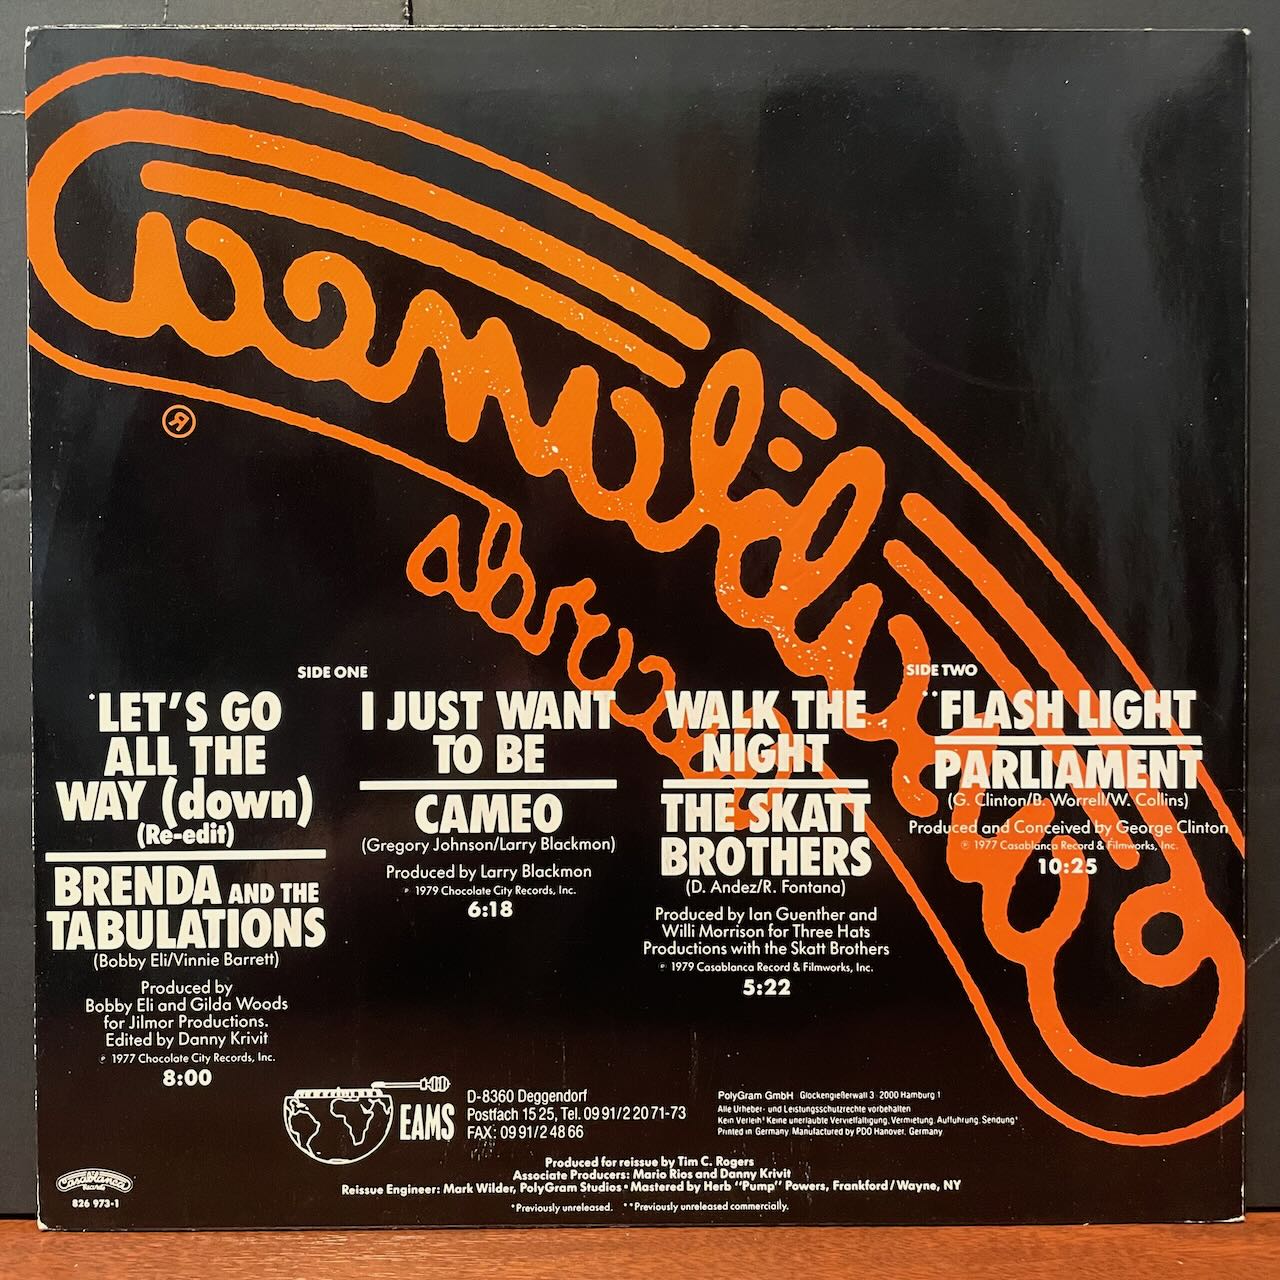 ®
SIDE ONE
*LET'S GO
ALL THE
WAY (down)
(Re-edit)
BRENDA AND THE
TABULATIONS
(Bobby Eli/Vinnie Barrett)
Produced by
Bobby Eli and Gilda Woods
for Jilmor Productions.
Edited by Danny Krivit
℗ 1977 Chocolate City Records, Inc.
8:00
I JUST WANT
TO BE
CAMEO
(Gregory Johnson/Larry Blackmon)
Produced by Larry Blackmon
℗ 1979 Chocolate City Records, Inc.
6:18
WALK THE
NIGHT
THE SKATT
BROTHERS
(D. Andez/R. Fontana)
Produced by Ian Guenther and
Willi Morrison for Three Hats
Productions with the Skatt Brothers
℗ 1979 Casablanca Record & Filmworks, Inc.
5:22
SIDE TWO
**FLASH LIGHT
PARLIAMENT
(G. Clinton/B. Worrell/W. Collins)
Produced and Conceived by George Clinton
℗ 1977 Casablanca Record & Filmworks, Inc.
10:25
EAMS
D-8360 Deggendorf
Postfach 15 25, Tel. 09 91/2 20 71-73
FAX: 09 91/2 48 66
PolyGram GmbH Glockengießerwall 3 2000 Hamburg 1
Alle Urheber- und Leistungsschutzrechte vorbehalten
Kein Verleih! Keine unerlaubte Vervielfältigung, Vermietung, Aufführung, Sendung!
Printed in Germany. Manufactured by PDO Hanover, Germany
Produced for reissue by Tim C. Rogers
Associate Producers: Mario Rios and Danny Krivit
Reissue Engineer: Mark Wilder, PolyGram Studios • Mastered by Herb "Pump" Powers, Frankford/Wayne, NY
*Previously unreleased. **Previously unreleased commercially.
Casablanca
Records
826 973-1